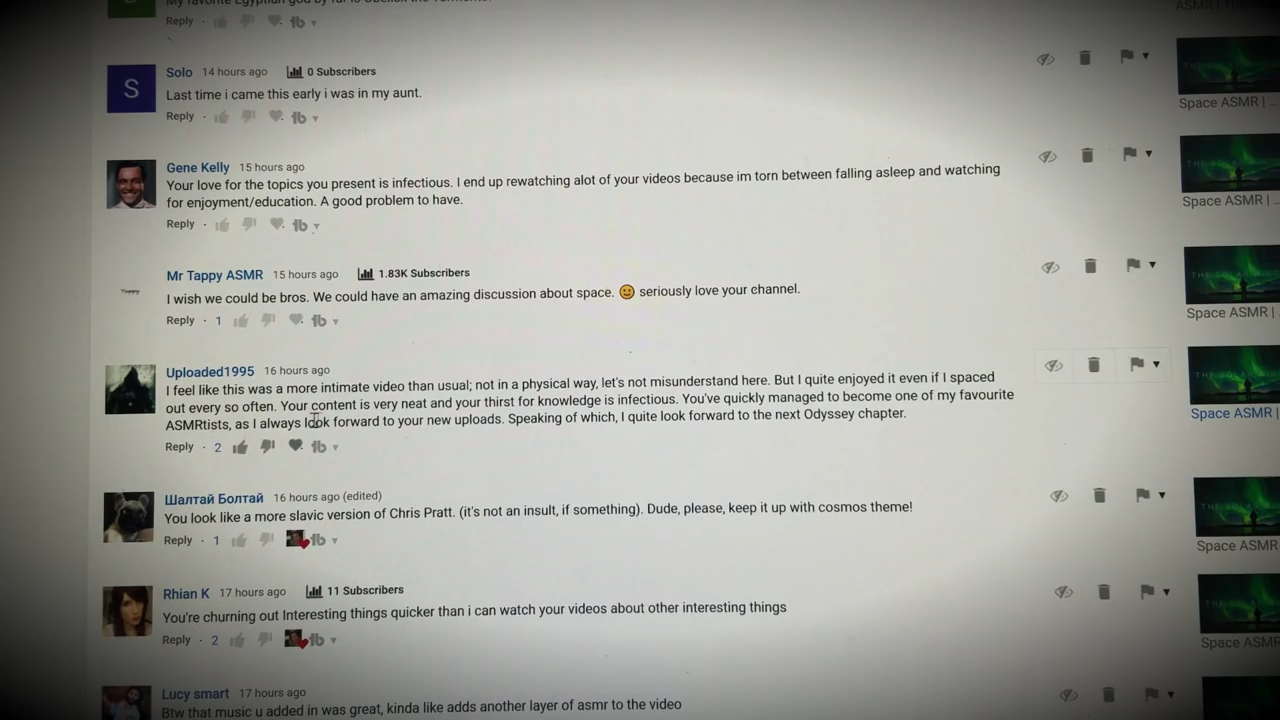 My favorite Egyptian god by far is Obelisk the Tormentor.
Reply
Solo 14 hours ago 0 Subscribers
Last time i came this early i was in my aunt.
Reply
S
Space ASMR | ...
Gene Kelly 15 hours ago
Your love for the topics you present is infectious. I end up rewatching alot of your videos because im torn between falling asleep and watching
for enjoyment/education. A good problem to have.
Reply
Space ASMR | ...
Mr Tappy ASMR 15 hours ago 1.83K Subscribers
I wish we could be bros. We could have an amazing discussion about space. 🙂 seriously love your channel.
Reply · 1
Space ASMR |
Uploaded1995 16 hours ago
I feel like this was a more intimate video than usual; not in a physical way, let's not misunderstand here. But I quite enjoyed it even if I spaced
out every so often. Your content is very neat and your thirst for knowledge is infectious. You've quickly managed to become one of my favourite
ASMRtists, as I always look forward to your new uploads. Speaking of which, I quite look forward to the next Odyssey chapter.
Reply · 2
Space ASMR |
Шалтай Болтай 16 hours ago (edited)
You look like a more slavic version of Chris Pratt. (it's not an insult, if something). Dude, please, keep it up with cosmos theme!
Reply · 1
Space ASMR
Rhian K 17 hours ago 11 Subscribers
You're churning out Interesting things quicker than i can watch your videos about other interesting things
Reply · 2
Space ASMR
Lucy smart 17 hours ago
Btw that music u added in was great, kinda like adds another layer of asmr to the video